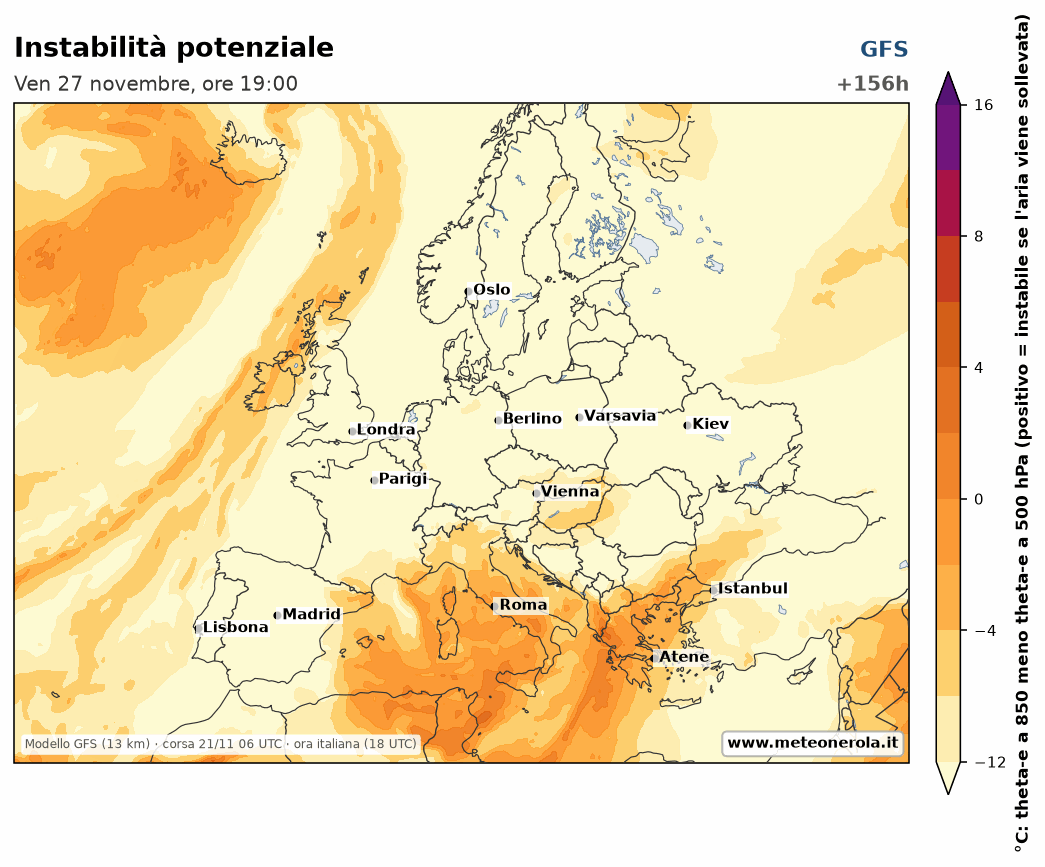 Instabilità potenziale
GFS
Ven 27 novembre, ore 19:00
+156h
Oslo
Berlino
Varsavia
Kiev
Londra
Parigi
Vienna
Istanbul
Roma
Madrid
Lisbona
Atene
Modello GFS (13 km) · corsa 21/11 06 UTC · ora italiana (18 UTC)
www.meteonerola.it
16
8
4
0
−4
−12
°C: theta-e a 850 meno theta-e a 500 hPa (positivo = instabile se l'aria viene sollevata)